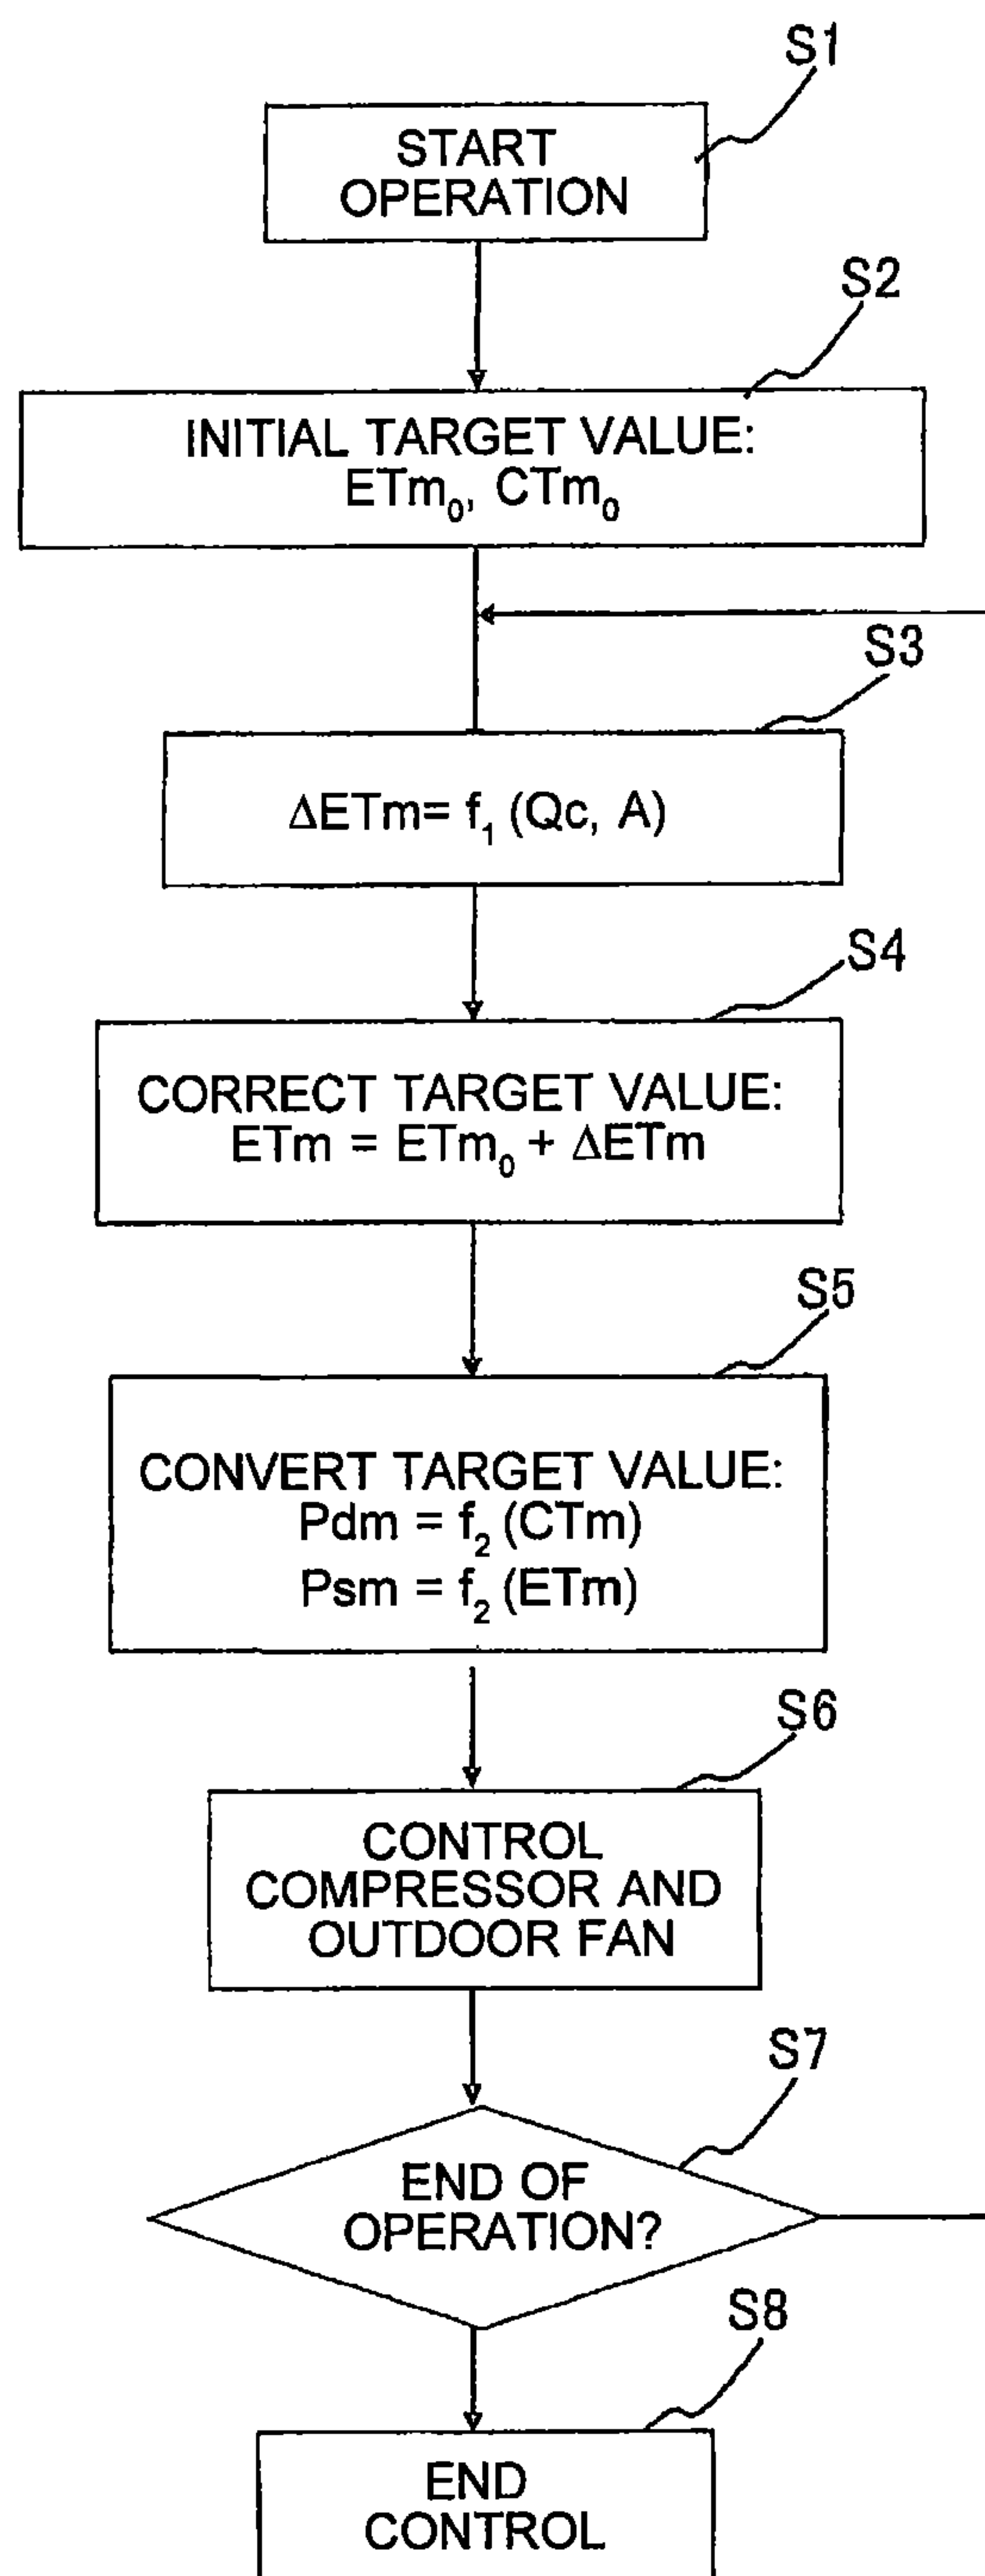 S1
START
OPERATION
S2
INITIAL TARGET VALUE:
ETm₀, CTm₀
S3
ΔETm= f₁ (Qc, A)
S4
CORRECT TARGET VALUE:
ETm = ETm₀ + ΔETm
S5
CONVERT TARGET VALUE:
Pdm = f₂ (CTm)
Psm = f₂ (ETm)
S6
CONTROL
COMPRESSOR AND
OUTDOOR FAN
S7
END OF
OPERATION?
S8
END
CONTROL